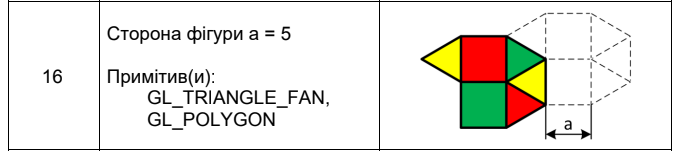 16
Сторона фігури a = 5
Примітив(и):
GL_TRIANGLE_FAN,
GL_POLYGON
a